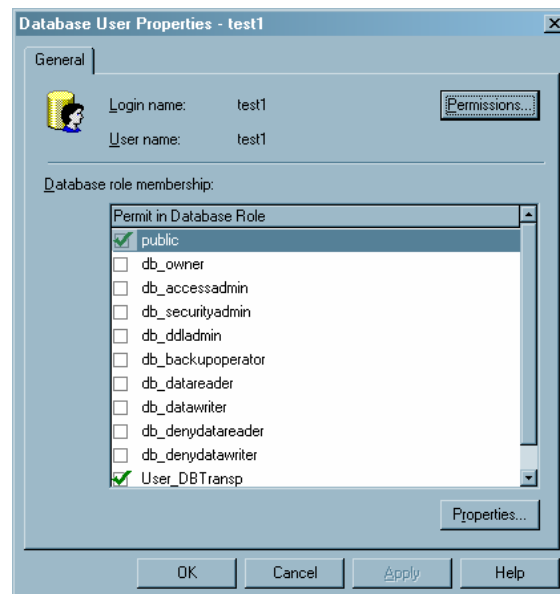 Database User Properties - test1
General
Login name: test1
Permissions...
User name: test1
Database role membership:
Permit in Database Role
public
db_owner
db_accessadmin
db_securityadmin
db_ddladmin
db_backupoperator
db_datareader
db_datawriter
db_denydatareader
db_denydatawriter
User_DBTransp
Properties...
OK Cancel Apply Help